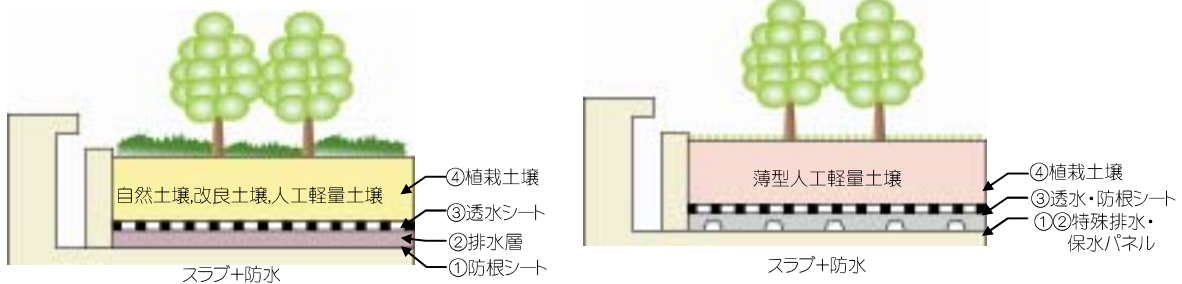 自然土壌,改良土壌,人工軽量土壌
④植栽土壌
③透水シート
②排水層
①防根シート
スラブ+防水
薄型人工軽量土壌
④植栽土壌
③透水・防根シート
①②特殊排水・
保水パネル
スラブ+防水